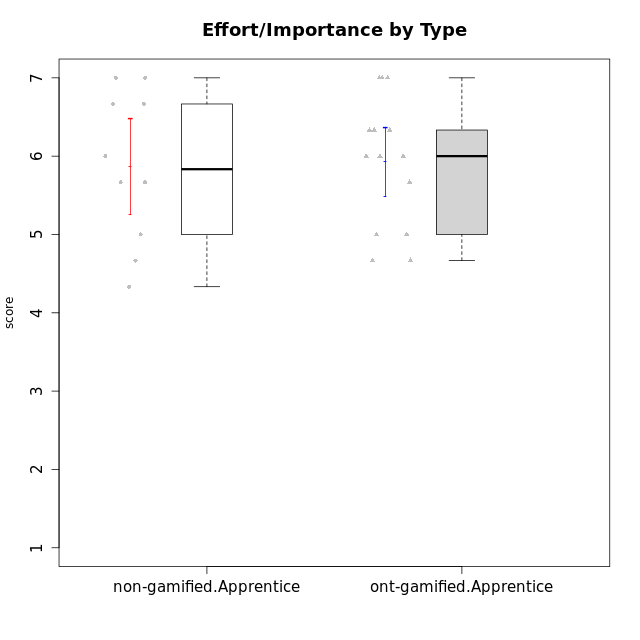 Effort/Importance by Type
score
7
6
5
4
3
2
1
non-gamified.Apprentice
ont-gamified.Apprentice